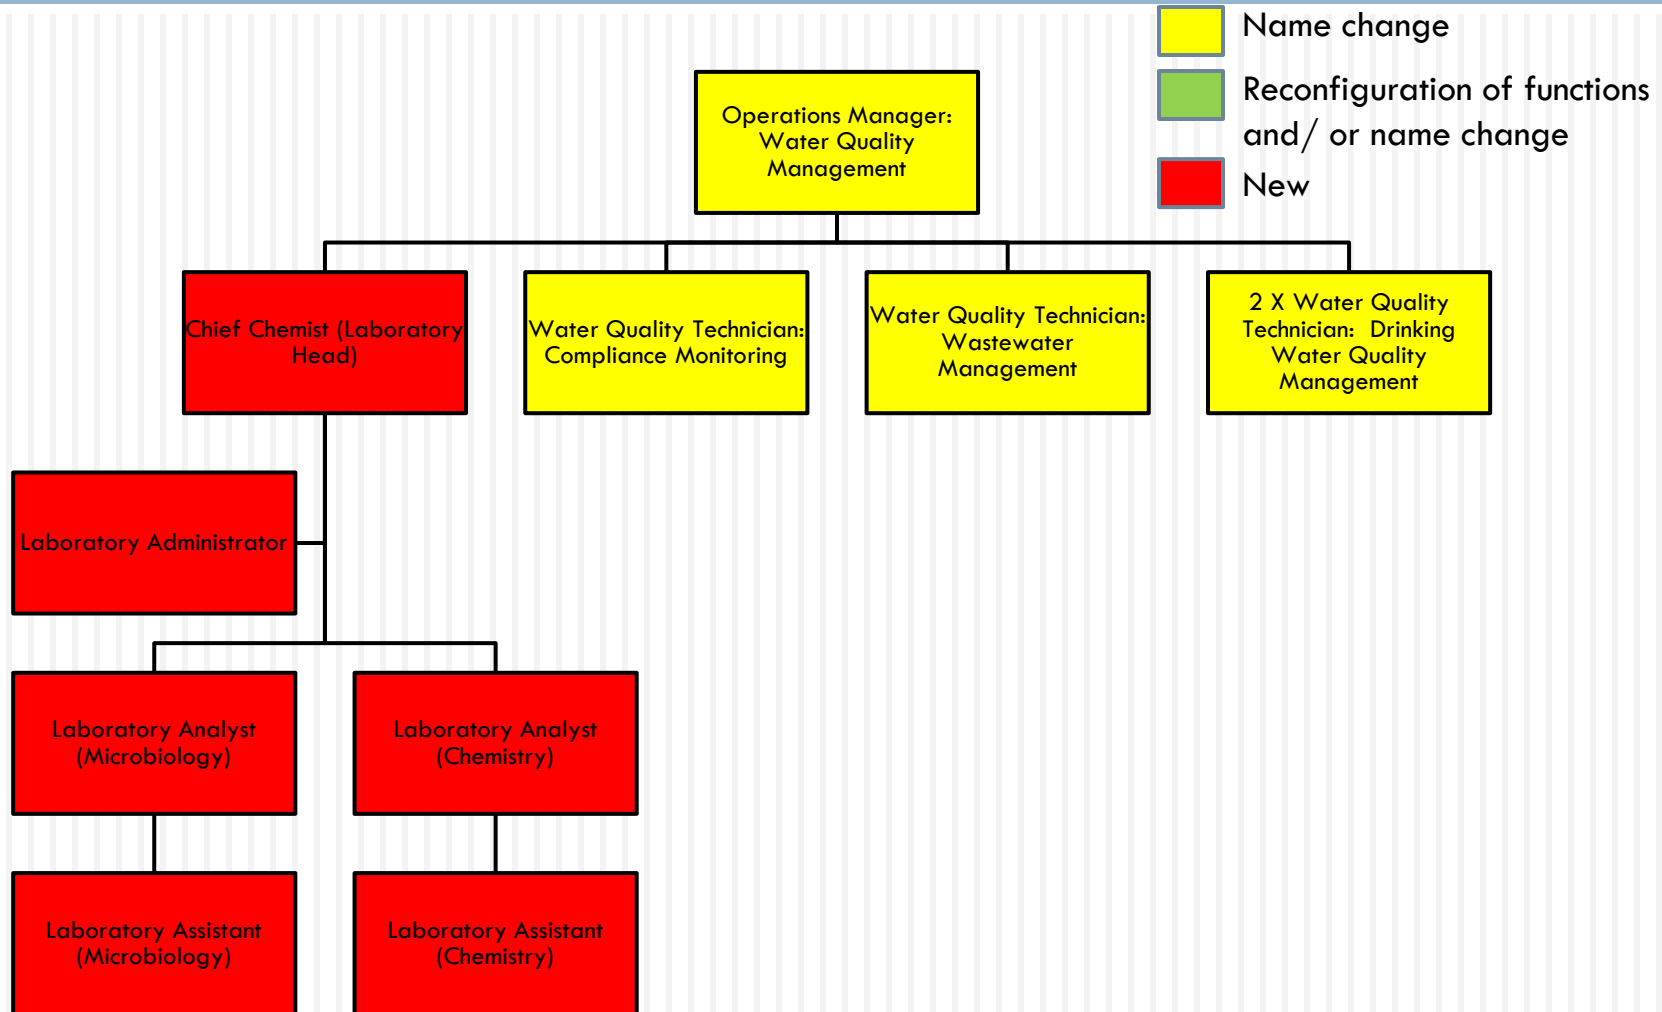 Name change
Reconfiguration of functions
and/ or name change
New
Operations Manager:
Water Quality
Management
Chief Chemist (Laboratory
Head)
Water Quality Technician:
Compliance Monitoring
Water Quality Technician:
Wastewater
Management
2 X Water Quality
Technician: Drinking
Water Quality
Management
Laboratory Administrator
Laboratory Analyst
(Microbiology)
Laboratory Analyst
(Chemistry)
Laboratory Assistant
(Microbiology)
Laboratory Assistant
(Chemistry)